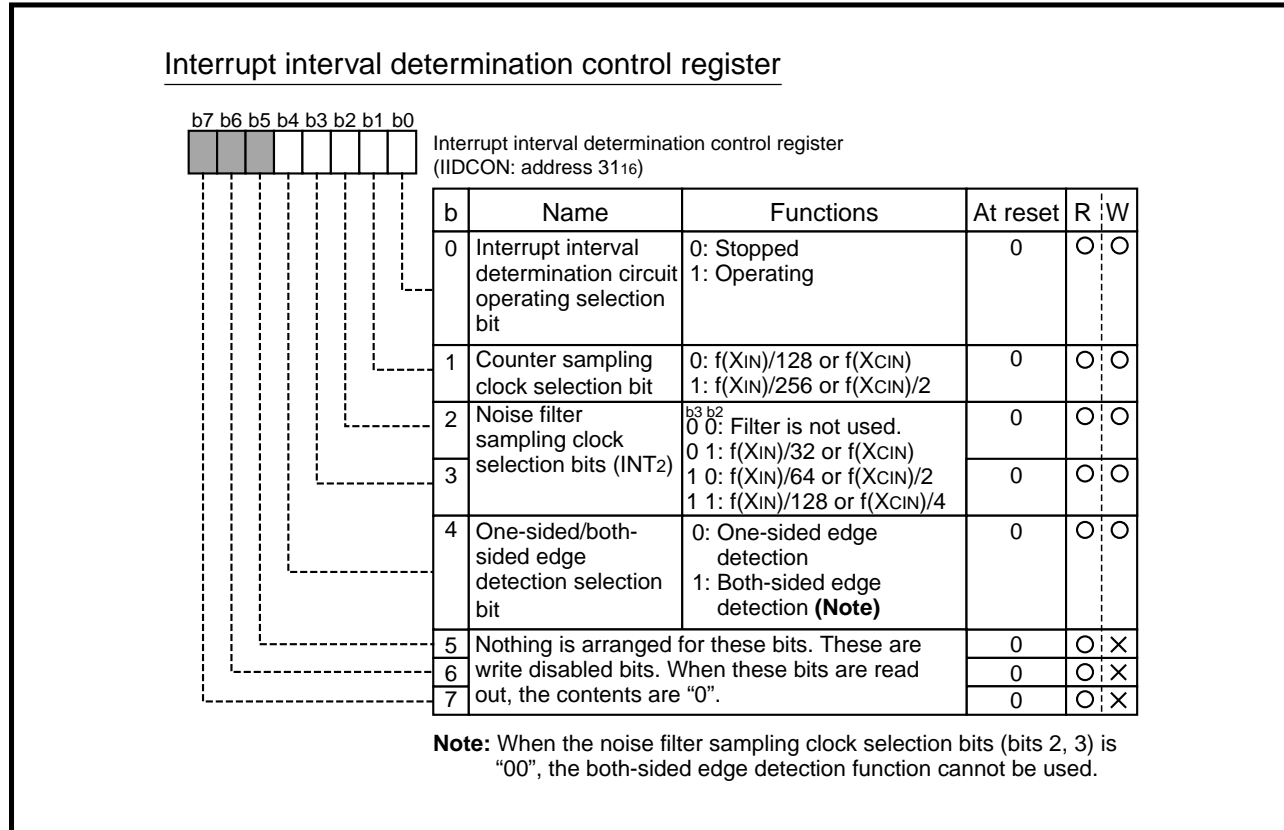 Interrupt interval determination control register
b7 b6 b5 b4 b3 b2 b1 b0
Interrupt interval determination control register
(IIDCON: address 3116)
b Name Functions At reset R W
0 Interrupt interval determination circuit operating selection bit 0: Stopped 1: Operating 0 O O
1 Counter sampling clock selection bit 0: f(XIN)/128 or f(XCIN) 1: f(XIN)/256 or f(XCIN)/2 0 O O
2 Noise filter sampling clock selection bits (INT2) b3 b2 0 0: Filter is not used. 0 1: f(XIN)/32 or f(XCIN) 0 O O
3 1 0: f(XIN)/64 or f(XCIN)/2 1 1: f(XIN)/128 or f(XCIN)/4 0 O O
4 One-sided/both-sided edge detection selection bit 0: One-sided edge detection 1: Both-sided edge detection (Note) 0 O O
5 Nothing is arranged for these bits. These are 0 O ×
6 write disabled bits. When these bits are read 0 O ×
7 out, the contents are “0”. 0 O ×
Note: When the noise filter sampling clock selection bits (bits 2, 3) is
“00”, the both-sided edge detection function cannot be used.